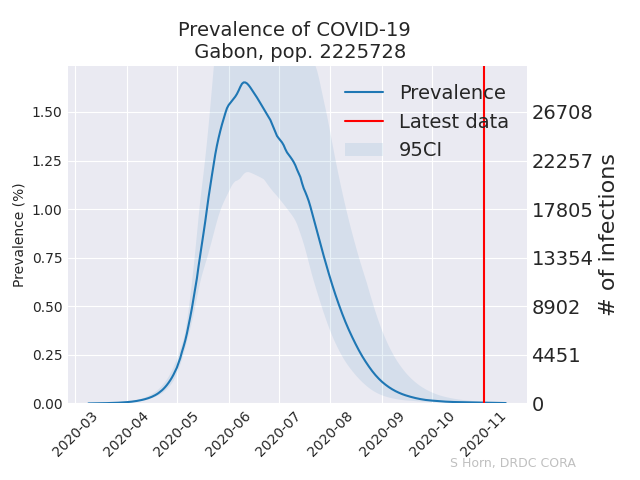 Prevalence of COVID-19
Gabon, pop. 2225728
Prevalence
Latest data
95CI
Prevalence (%)
1.50
1.25
1.00
0.75
0.50
0.25
0.00
26708
22257
17805
13354
8902
4451
0
# of infections
2020-03
2020-04
2020-05
2020-06
2020-07
2020-08
2020-09
2020-10
2020-11
S Horn, DRDC CORA